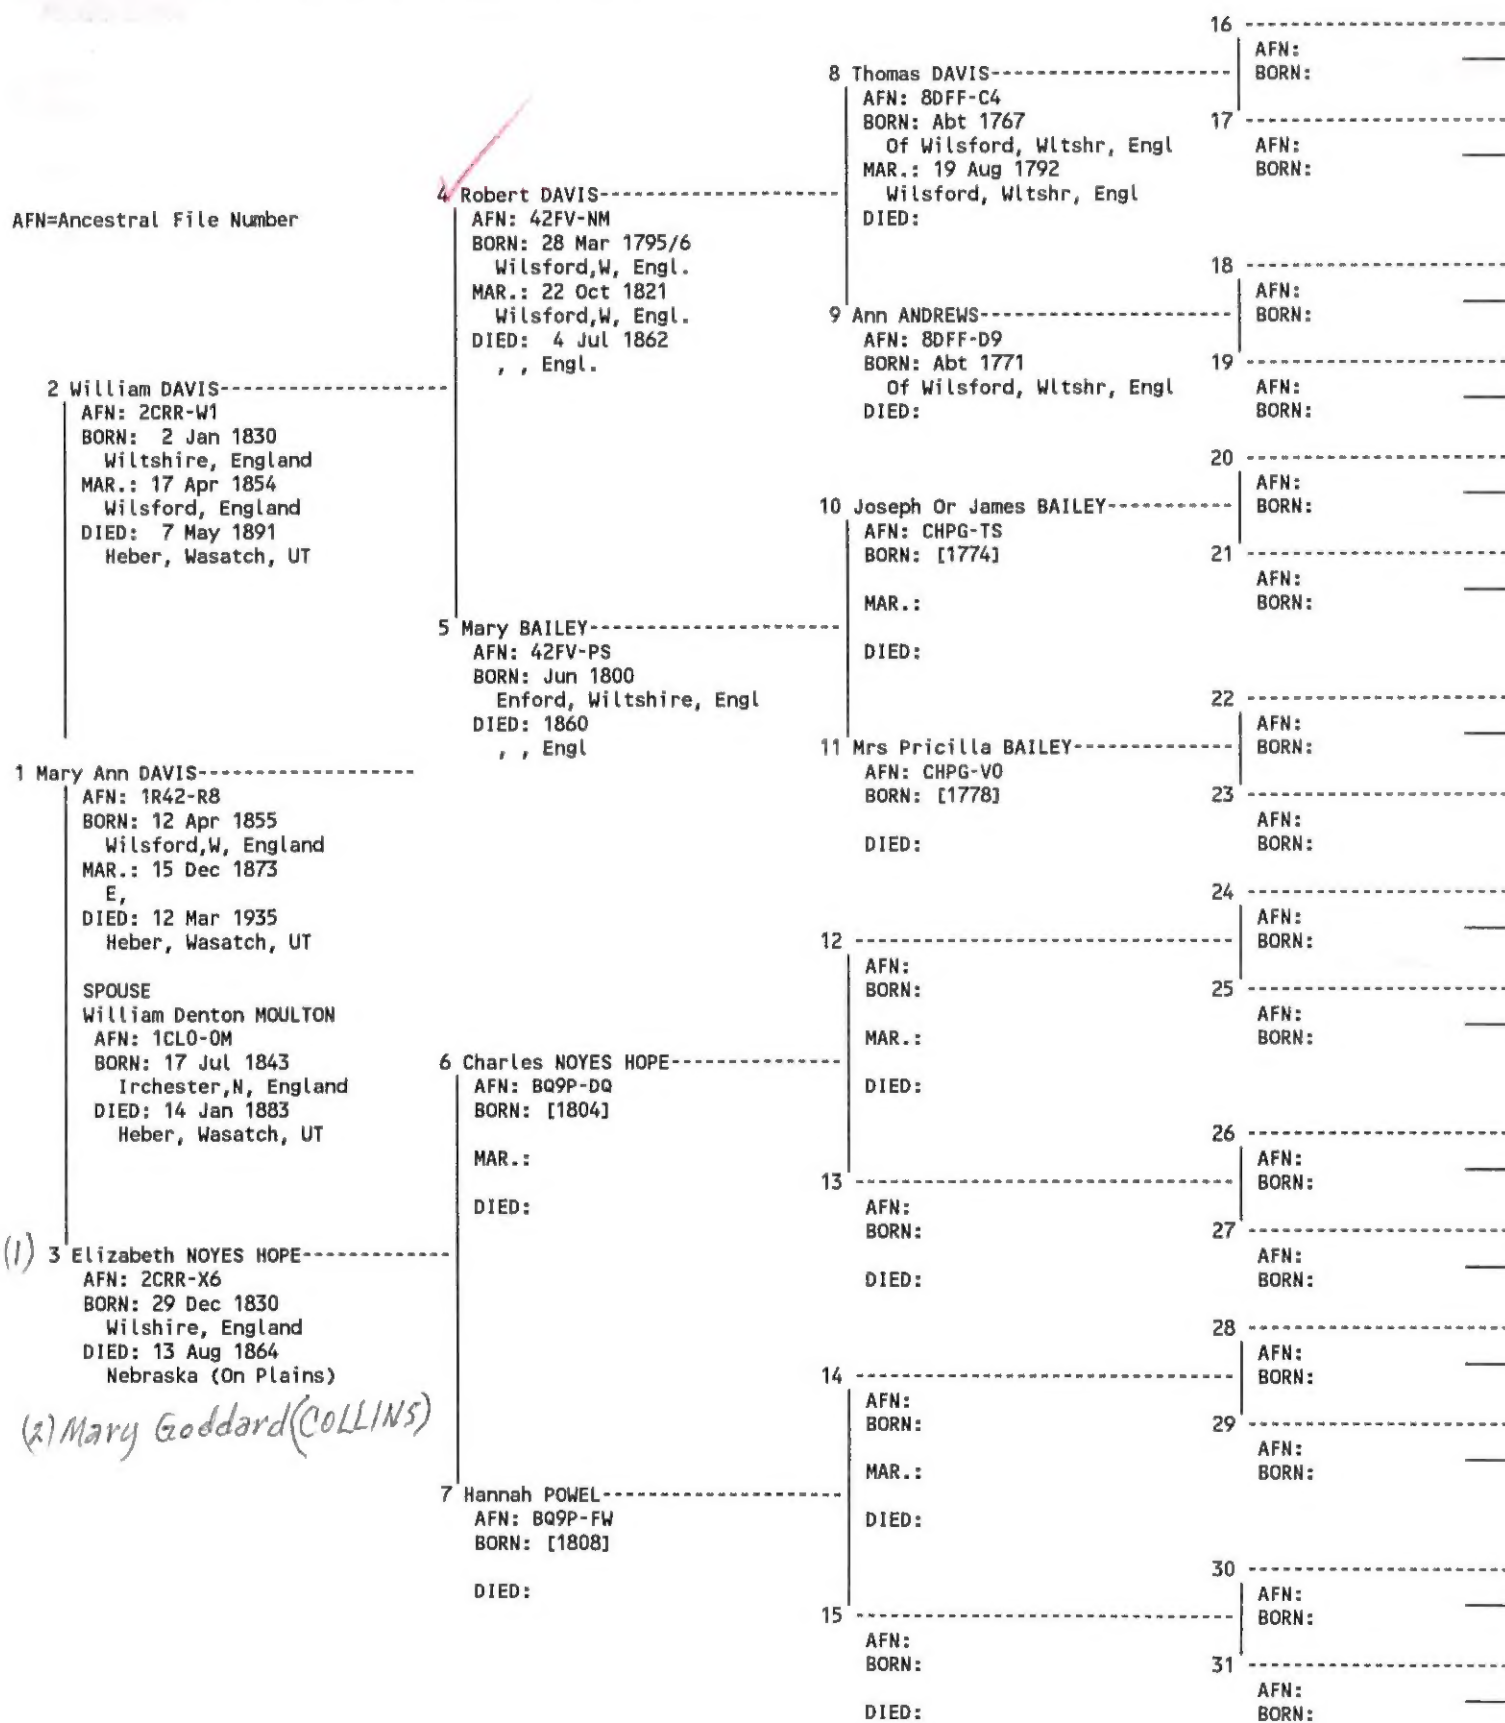 AFN=Ancestral File Number
1 Mary Ann DAVIS-----------------
AFN: 1R42-R8
BORN: 12 Apr 1855
Wilsford,W, England
MAR.: 15 Dec 1873
E,
DIED: 12 Mar 1935
Heber, Wasatch, UT
SPOUSE
William Denton MOULTON
AFN: 1CL0-0M
BORN: 17 Jul 1843
Irchester,N, England
DIED: 14 Jan 1883
Heber, Wasatch, UT
2 William DAVIS-------------------
AFN: 2CRR-W1
BORN: 2 Jan 1830
Wiltshire, England
MAR.: 17 Apr 1854
Wilsford, England
DIED: 7 May 1891
Heber, Wasatch, UT
(1) 3 Elizabeth NOYES HOPE------------
AFN: 2CRR-X6
BORN: 29 Dec 1830
Wilshire, England
DIED: 13 Aug 1864
Nebraska (On Plains)
(2) Mary Goddard (COLLINS)
4 Robert DAVIS--------------------
AFN: 42FV-NM
BORN: 28 Mar 1795/6
Wilsford,W, Engl.
MAR.: 22 Oct 1821
Wilsford,W, Engl.
DIED: 4 Jul 1862
, , Engl.
5 Mary BAILEY---------------------
AFN: 42FV-PS
BORN: Jun 1800
Enford, Wiltshire, Engl
DIED: 1860
, , Engl
6 Charles NOYES HOPE--------------
AFN: BQ9P-DQ
BORN: [1804]
MAR.:
DIED:
7 Hannah POWEL--------------------
AFN: BQ9P-FW
BORN: [1808]
DIED:
8 Thomas DAVIS--------------------
AFN: 8DFF-C4
BORN: Abt 1767
Of Wilsford, Wltshr, Engl
MAR.: 19 Aug 1792
Wilsford, Wltshr, Engl
DIED:
9 Ann ANDREWS---------------------
AFN: 8DFF-D9
BORN: Abt 1771
Of Wilsford, Wltshr, Engl
DIED:
10 Joseph Or James BAILEY----------
AFN: CHPG-TS
BORN: [1774]
MAR.:
DIED:
11 Mrs Pricilla BAILEY-------------
AFN: CHPG-V0
BORN: [1778]
DIED:
12 --------------------------------
AFN:
BORN:
MAR.:
DIED:
13 --------------------------------
AFN:
BORN:
DIED:
14 --------------------------------
AFN:
BORN:
MAR.:
DIED:
15 --------------------------------
AFN:
BORN:
DIED:
16 ----------------------
AFN:
BORN:
17 ----------------------
AFN:
BORN:
18 ----------------------
AFN:
BORN:
19 ----------------------
AFN:
BORN:
20 ----------------------
AFN:
BORN:
21 ----------------------
AFN:
BORN:
22 ----------------------
AFN:
BORN:
23 ----------------------
AFN:
BORN:
24 ----------------------
AFN:
BORN:
25 ----------------------
AFN:
BORN:
26 ----------------------
AFN:
BORN:
27 ----------------------
AFN:
BORN:
28 ----------------------
AFN:
BORN:
29 ----------------------
AFN:
BORN:
30 ----------------------
AFN:
BORN:
31 ----------------------
AFN:
BORN: